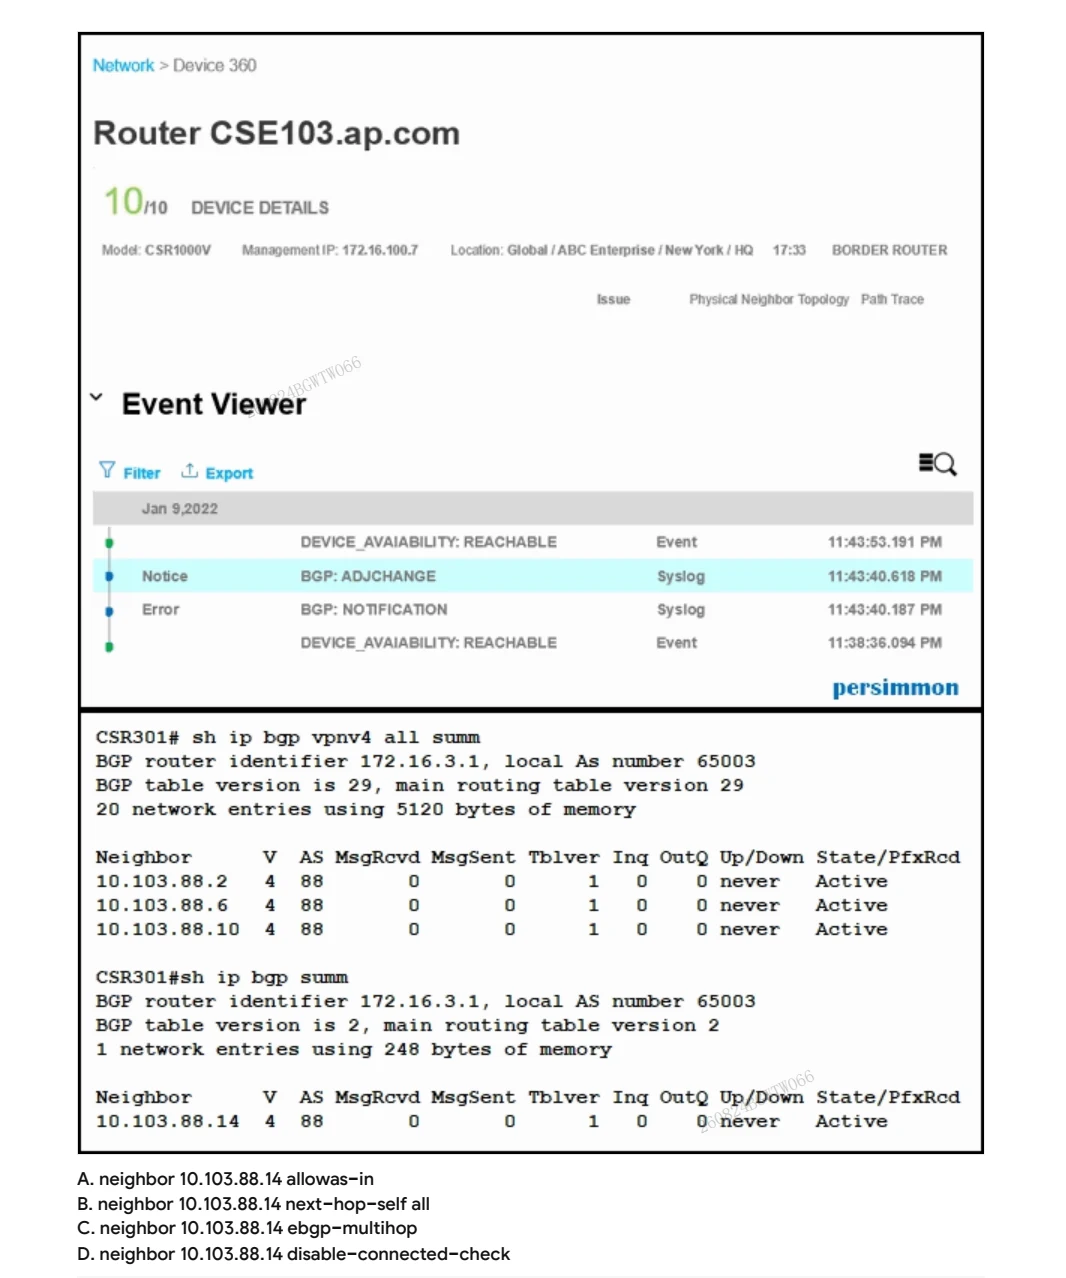 Network > Device 360
Router CSE103.ap.com
10/10 DEVICE DETAILS
Model: CSR1000V Management IP: 172.16.100.7 Location: Global / ABC Enterprise / New York / HQ 17:33 BORDER ROUTER
Issue Physical Neighbor Topology Path Trace
Event Viewer
Filter Export
Jan 9,2022
DEVICE_AVAIABILITY: REACHABLE Event 11:43:53.191 PM
Notice BGP: ADJCHANGE Syslog 11:43:40.618 PM
Error BGP: NOTIFICATION Syslog 11:43:40.187 PM
DEVICE_AVAIABILITY: REACHABLE Event 11:38:36.094 PM
persimmon
CSR301# sh ip bgp vpnv4 all summ
BGP router identifier 172.16.3.1, local As number 65003
BGP table version is 29, main routing table version 29
20 network entries using 5120 bytes of memory
Neighbor V AS MsgRcvd MsgSent Tblver Inq OutQ Up/Down State/PfxRcd
10.103.88.2 4 88 0 0 1 0 0 never Active
10.103.88.6 4 88 0 0 1 0 0 never Active
10.103.88.10 4 88 0 0 1 0 0 never Active
CSR301#sh ip bgp summ
BGP router identifier 172.16.3.1, local AS number 65003
BGP table version is 2, main routing table version 2
1 network entries using 248 bytes of memory
Neighbor V AS MsgRcvd MsgSent Tblver Inq OutQ Up/Down State/PfxRcd
10.103.88.14 4 88 0 0 1 0 0 never Active
A. neighbor 10.103.88.14 allowas-in
B. neighbor 10.103.88.14 next-hop-self all
C. neighbor 10.103.88.14 ebgp-multihop
D. neighbor 10.103.88.14 disable-connected-check